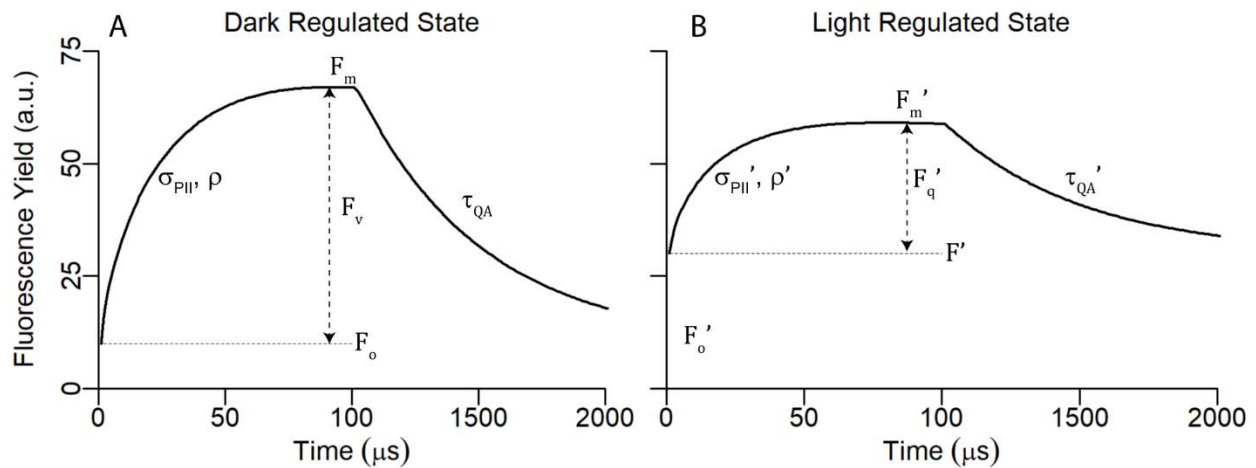 A
Dark Regulated State
Fluorescence Yield (a.u.)
75
50
25
0
Fm
σPII, ρ
Fv
τQA
Fo
0
50
100
1500
2000
Time (μs)
B
Light Regulated State
Fm’
σPII’, ρ’
Fq’
τQA’
F’
Fo’
0
50
100
1500
2000
Time (μs)